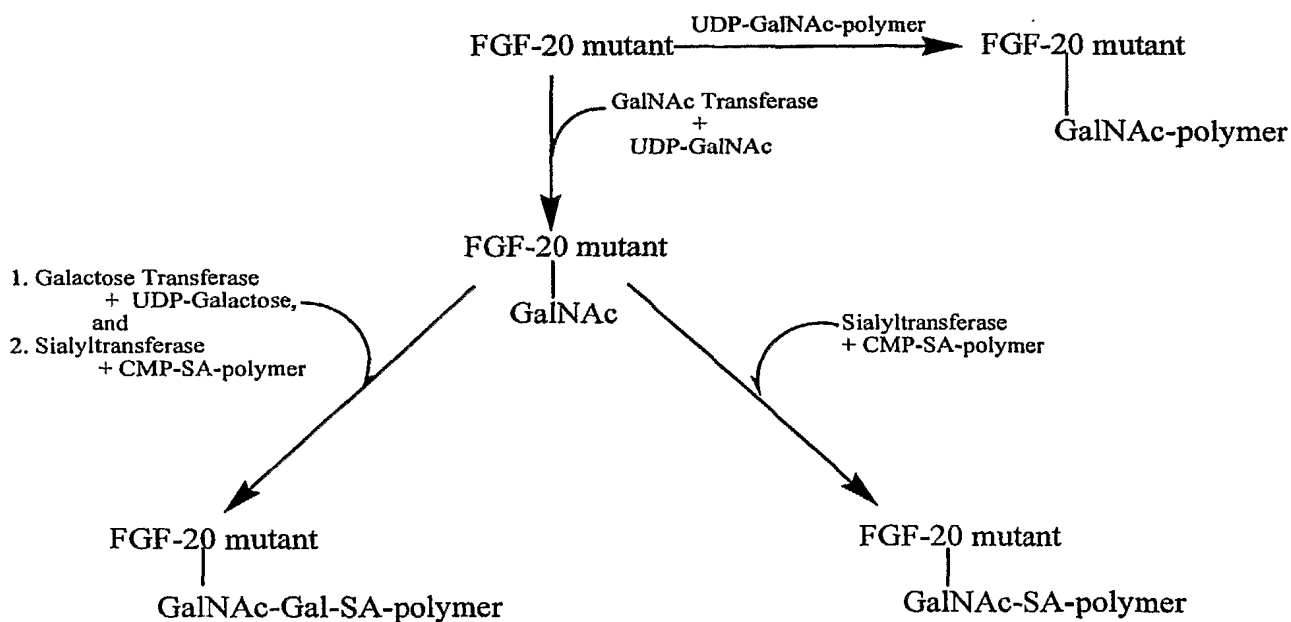 UDP-GalNAc-polymer
FGF-20 mutant
FGF-20 mutant
GalNAc-polymer
GalNAc Transferase
+
UDP-GalNAc
FGF-20 mutant
GalNAc
1. Galactose Transferase
+ UDP-Galactose,
and
2. Sialyltransferase
+ CMP-SA-polymer
Sialyltransferase
+ CMP-SA-polymer
FGF-20 mutant
GalNAc-Gal-SA-polymer
FGF-20 mutant
GalNAc-SA-polymer